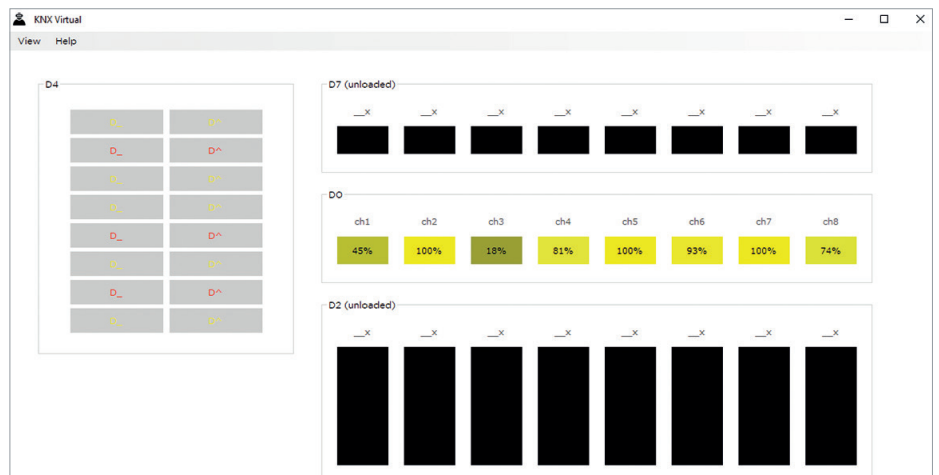 KNX Virtual
View Help
D4
D_ D^
D_ D^
D_ D^
D_ D^
D_ D^
D_ D^
D_ D^
D_ D^
D7 (unloaded)
__x __x __x __x __x __x __x __x
D0
ch1 ch2 ch3 ch4 ch5 ch6 ch7 ch8
45% 100% 18% 81% 100% 93% 100% 74%
D2 (unloaded)
__x __x __x __x __x __x __x __x